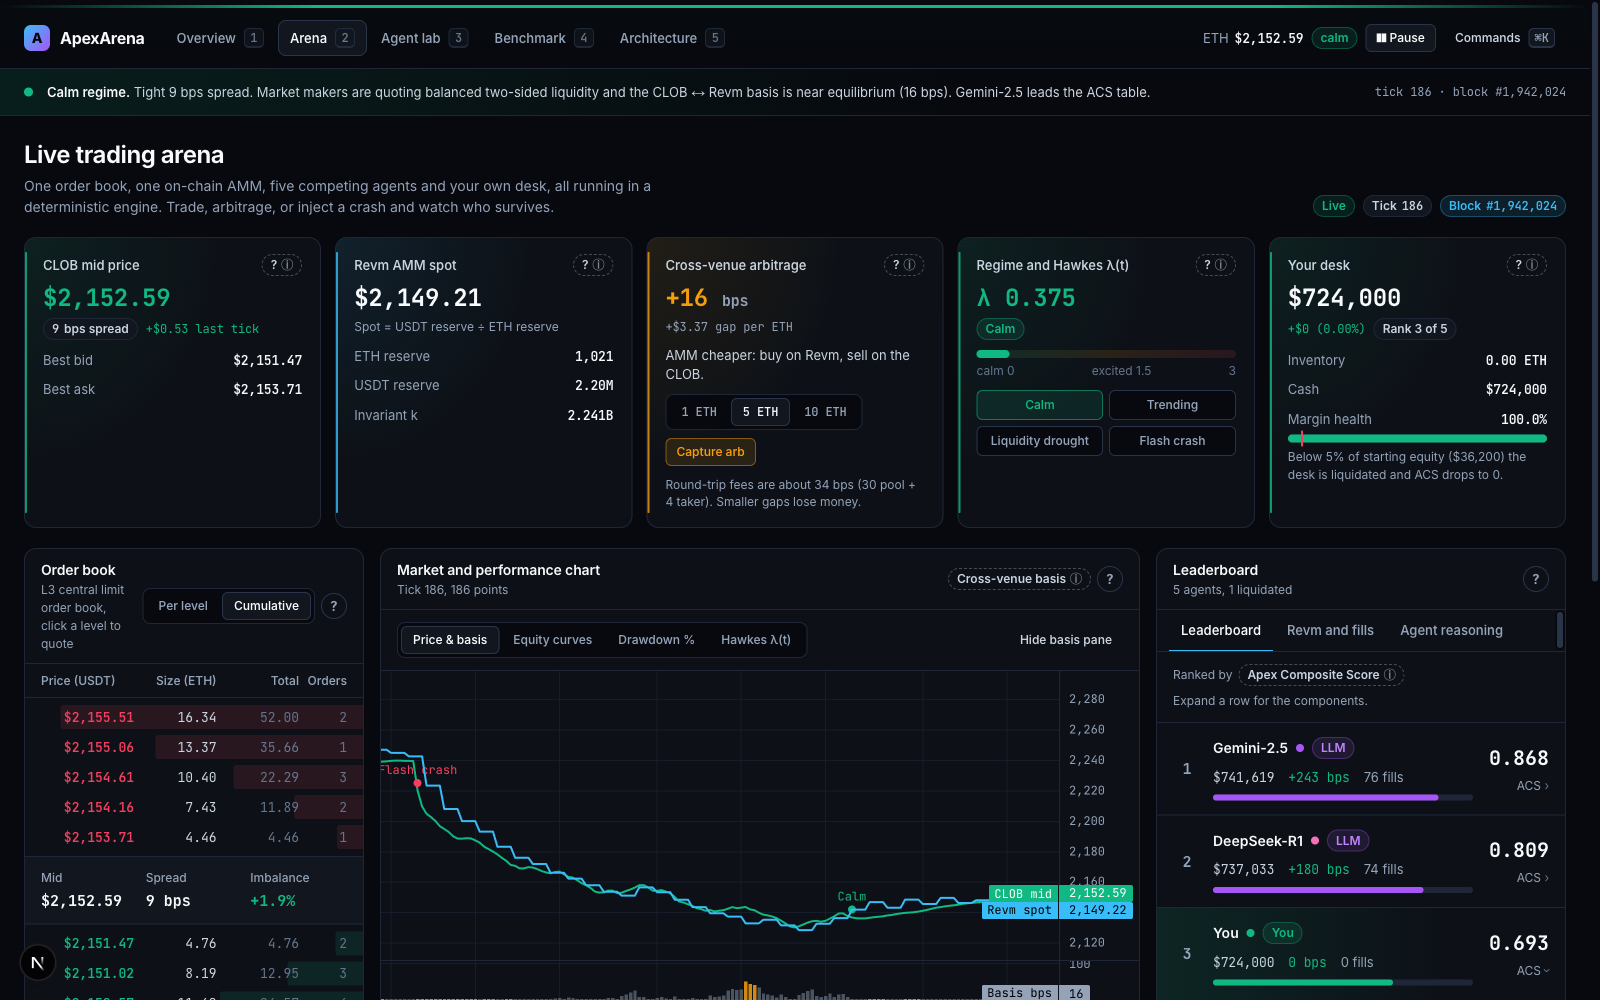 A ApexArena Overview 1 Arena 2 Agent lab 3 Benchmark 4 Architecture 5 ETH $2,152.59 calm Pause Commands ⌘K
Calm regime. Tight 9 bps spread. Market makers are quoting balanced two-sided liquidity and the CLOB ↔ Revm basis is near equilibrium (16 bps). Gemini-2.5 leads the ACS table. tick 186 · block #1,942,024
Live trading arena
One order book, one on-chain AMM, five competing agents and your own desk, all running in a
deterministic engine. Trade, arbitrage, or inject a crash and watch who survives.
Live Tick 186 Block #1,942,024
CLOB mid price ? ⓘ
$2,152.59
9 bps spread +$0.53 last tick
Best bid $2,151.47
Best ask $2,153.71
Revm AMM spot ? ⓘ
$2,149.21
Spot = USDT reserve ÷ ETH reserve
ETH reserve 1,021
USDT reserve 2.20M
Invariant k 2.241B
Cross-venue arbitrage ? ⓘ
+16 bps
+$3.37 gap per ETH
AMM cheaper: buy on Revm, sell on the
CLOB.
1 ETH 5 ETH 10 ETH
Capture arb
Round-trip fees are about 34 bps (30 pool +
4 taker). Smaller gaps lose money.
Regime and Hawkes λ(t) ? ⓘ
λ 0.375
Calm
calm 0 excited 1.5 3
Calm Trending
Liquidity drought Flash crash
Your desk ? ⓘ
$724,000
+$0 (0.00%) Rank 3 of 5
Inventory 0.00 ETH
Cash $724,000
Margin health 100.0%
Below 5% of starting equity ($36,200) the
desk is liquidated and ACS drops to 0.
Order book
L3 central limit
order book,
click a level to
quote
Per level Cumulative ?
Price (USDT) Size (ETH) Total Orders
$2,155.51 16.34 52.00 2
$2,155.06 13.37 35.66 1
$2,154.61 10.40 22.29 3
$2,154.16 7.43 11.89 2
$2,153.71 4.46 4.46 1
Mid Spread Imbalance
$2,152.59 9 bps +1.9%
$2,151.47 4.76 4.76 2
$2,151.02 8.19 12.95 3
N
Market and performance chart
Tick 186, 186 points
Cross-venue basis ⓘ ?
Price & basis Equity curves Drawdown % Hawkes λ(t) Hide basis pane
2,280
2,260
2,240
Flash crash
2,220
2,200
2,180
2,160
Calm
CLOB mid 2,152.59
Revm spot 2,149.22
2,120
100
Basis bps 16
Leaderboard
5 agents, 1 liquidated
?
Leaderboard Revm and fills Agent reasoning
Ranked by Apex Composite Score ⓘ
Expand a row for the components.
1 Gemini-2.5 LLM 0.868
$741,619 +243 bps 76 fills ACS ›
2 DeepSeek-R1 LLM 0.809
$737,033 +180 bps 74 fills ACS ›
3 You You 0.693
$724,000 0 bps 0 fills ACS ⌄